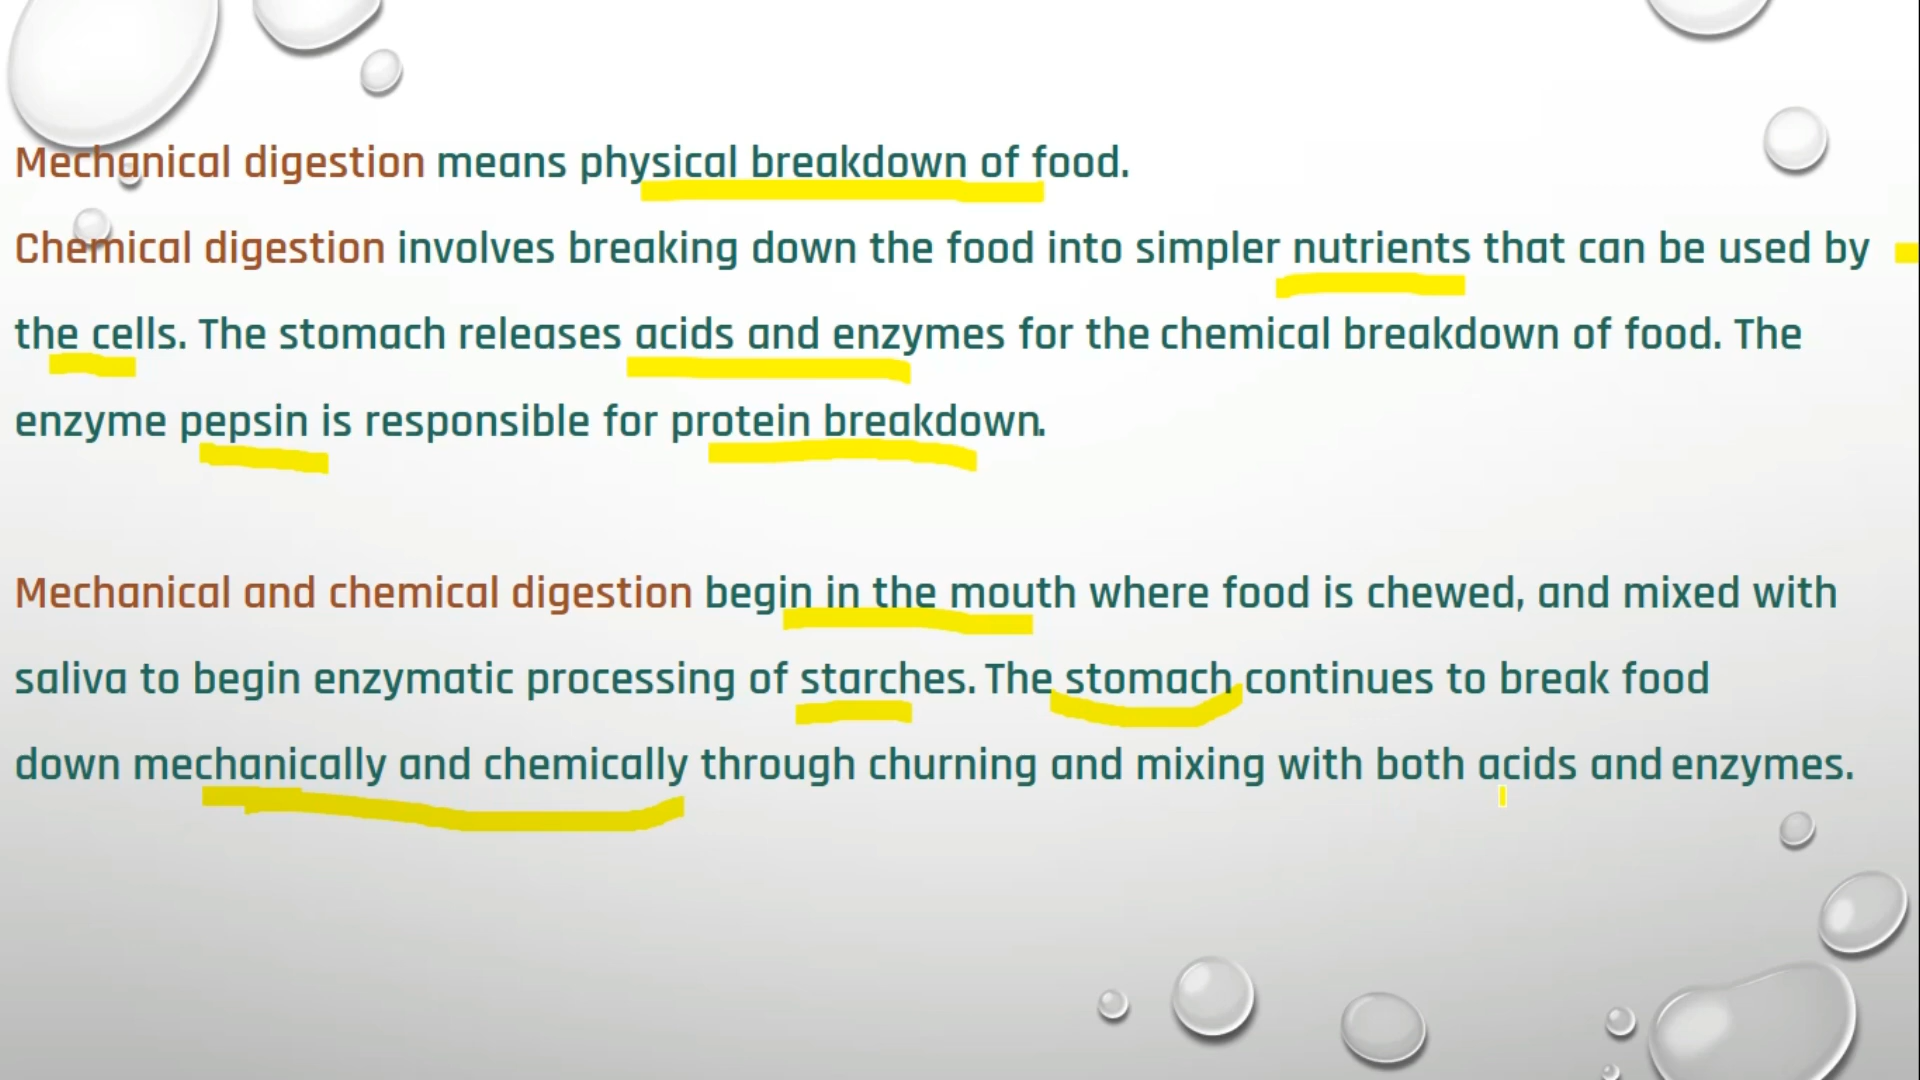 Mechanical digestion means physical breakdown of food.
Chemical digestion involves breaking down the food into simpler nutrients that can be used by
the cells. The stomach releases acids and enzymes for the chemical breakdown of food. The
enzyme pepsin is responsible for protein breakdown.
Mechanical and chemical digestion begin in the mouth where food is chewed, and mixed with
saliva to begin enzymatic processing of starches. The stomach continues to break food
down mechanically and chemically through churning and mixing with both acids and enzymes.